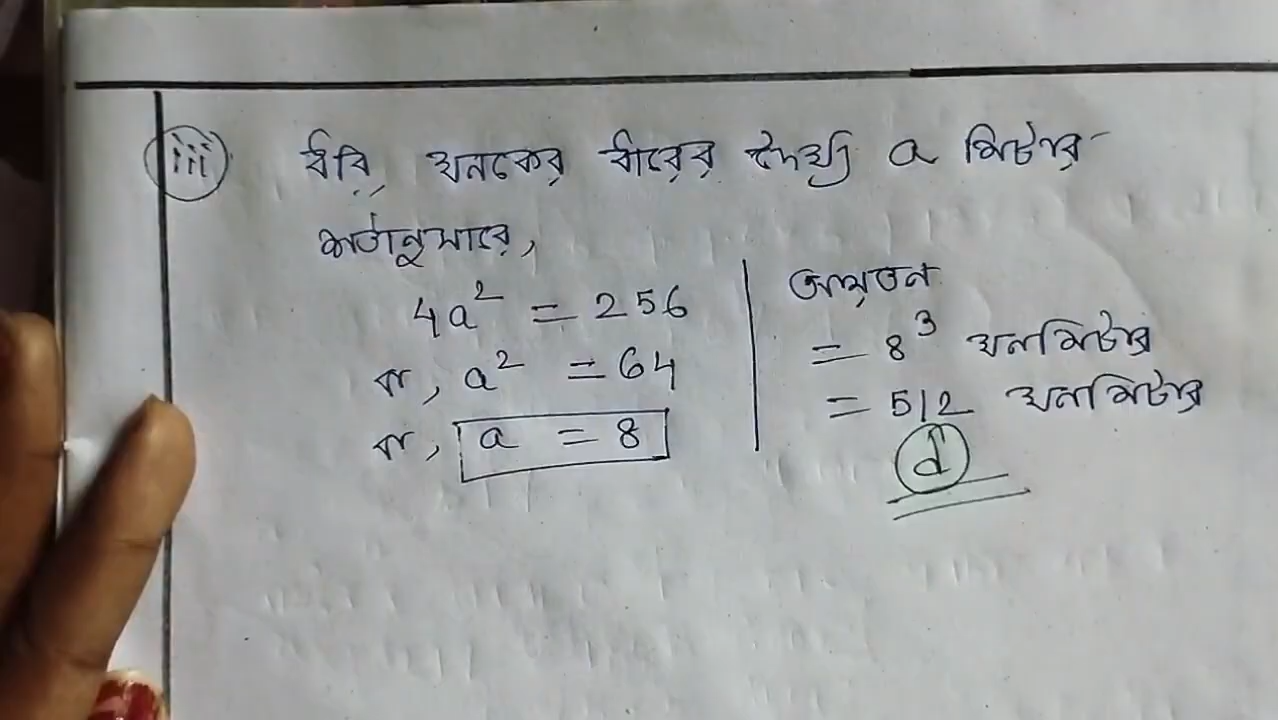 iii ধরি, ঘনকের ধারের দৈর্ঘ্য a মিটার
শর্তানুসারে,
4a² = 256
বা, a² = 64
বা, a = 8
আয়তন
= 8³ ঘনমিটার
= 512 ঘনমিটার
d